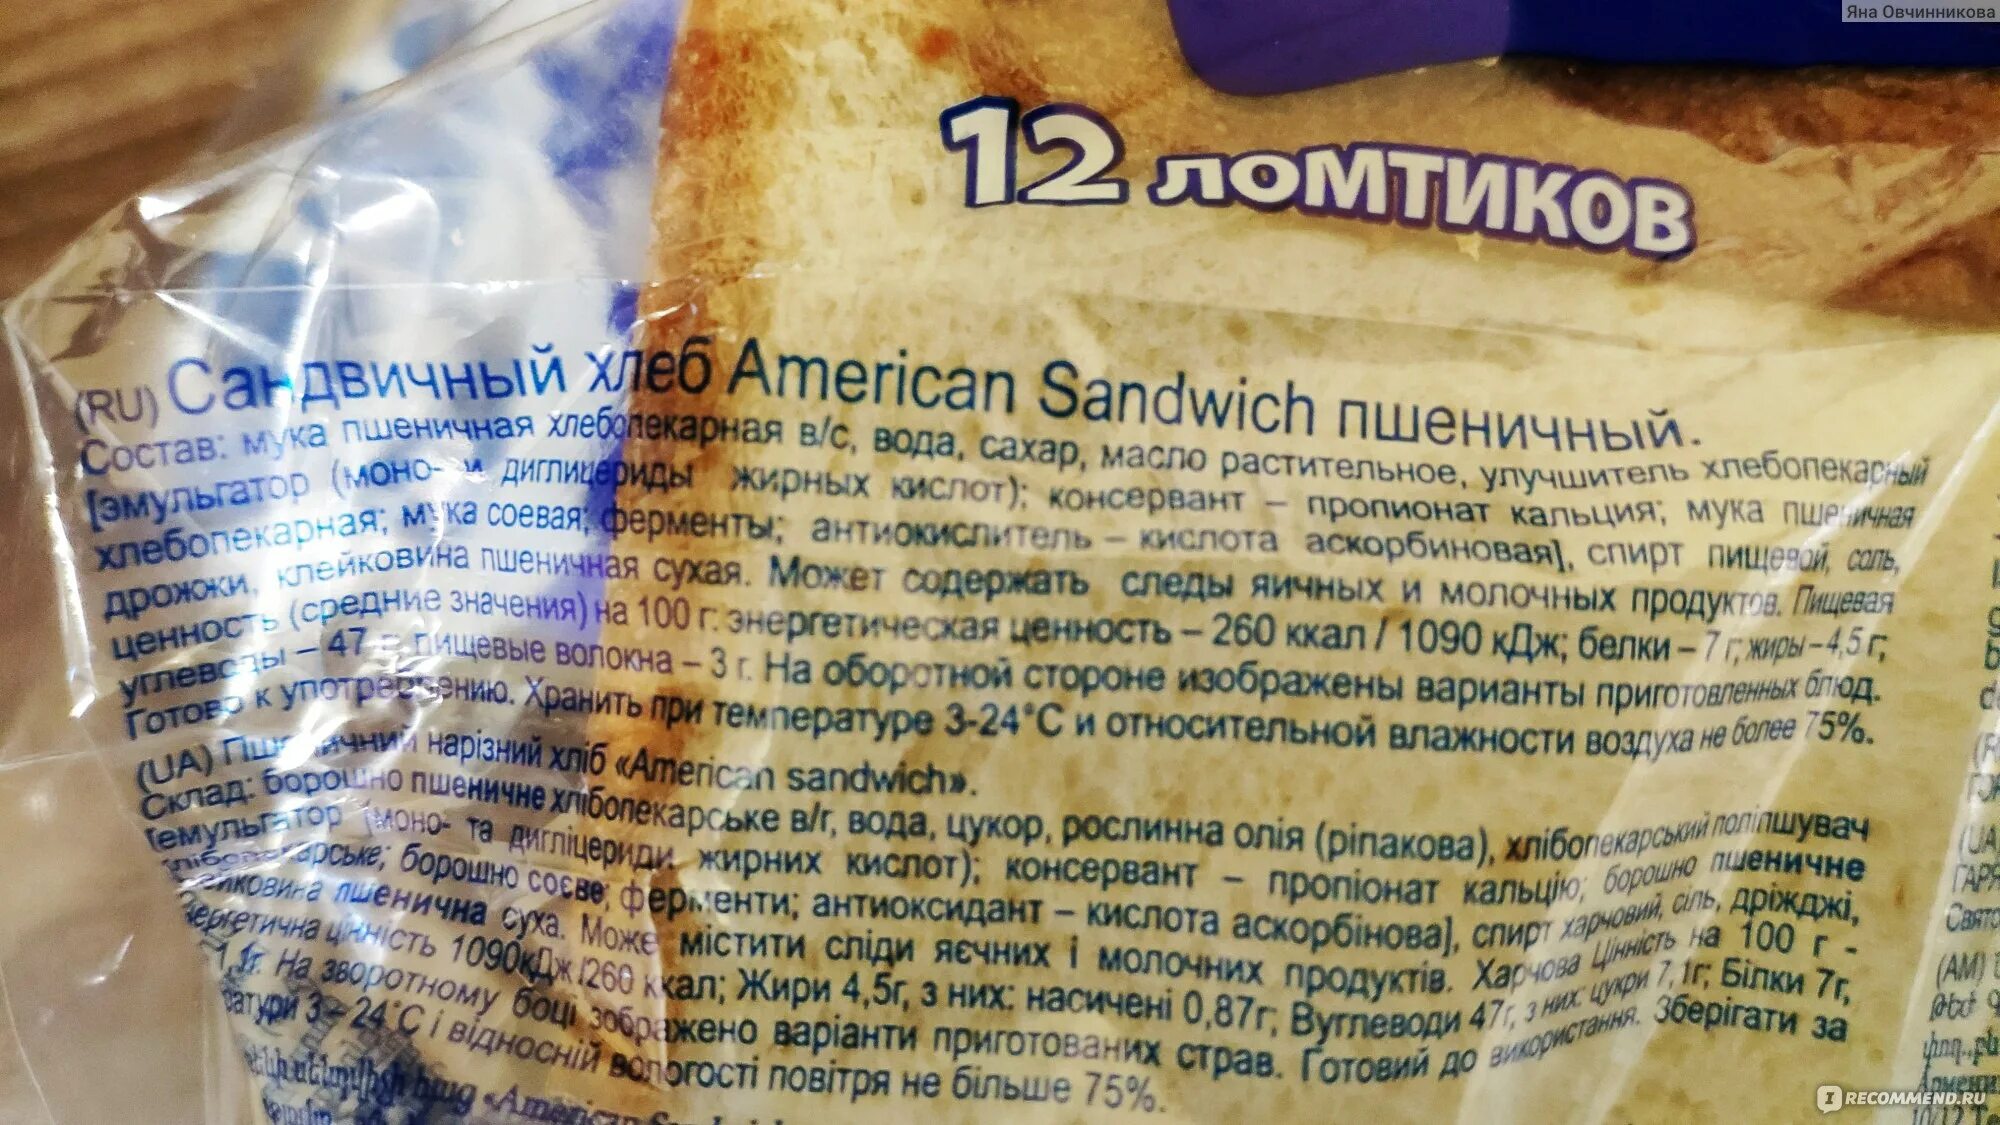 Яна Овчинникова
12 ЛОМТИКОВ
(RU) Сандвичный хлеб American Sandwich пшеничный.
Состав: мука пшеничная хлебопекарная в/с, вода, сахар, масло растительное, улучшитель хлебопекарный
[эмульгатор (моно- и диглицериды жирных кислот); консервант – пропионат кальция; мука пшеничная
хлебопекарная; мука соевая; ферменты; антиокислитель – кислота аскорбиновая], спирт пищевой, соль,
дрожжи, клейковина пшеничная сухая. Может содержать следы яичных и молочных продуктов. Пищевая
ценность (средние значения) на 100 г: энергетическая ценность – 260 ккал / 1090 кДж; белки – 7 г; жиры – 4,5 г;
углеводы – 47 г, пищевые волокна – 3 г. На оборотной стороне изображены варианты приготовленных блюд.
Готово к употреблению. Хранить при температуре 3-24°С и относительной влажности воздуха не более 75%.
(UA) Пшеничний нарізний хліб «American sandwich».
Склад: борошно пшеничне хлібопекарське в/г, вода, цукор, рослинна олія (ріпакова), хлібопекарський поліпшувач
[емульгатор (моно- та дигліцериди жирних кислот); консервант – пропіонат кальцію; борошно пшеничне
хлібопекарське; борошно соєве; ферменти; антиоксидант – кислота аскорбінова], спирт харчовий, сіль, дріжджі,
клейковина пшенична суха. Може містити сліди яєчних і молочних продуктів. Харчова Цінність на 100 г -
енергетична цінність 1090кДж /260 ккал; Жири 4,5г, з них: насичені 0,87г; Вуглеводи 47г, з них: цукри 7,1г; Білки 7г,
1,1г. На зворотному боці зображено варіанти приготованих страв. Готовий до використання. Зберігати за
3 – 24°С і відносній вологості повітря не більше 75%.
«American Sandwich
(UA)
(AM)
IRECOMMEND.RU